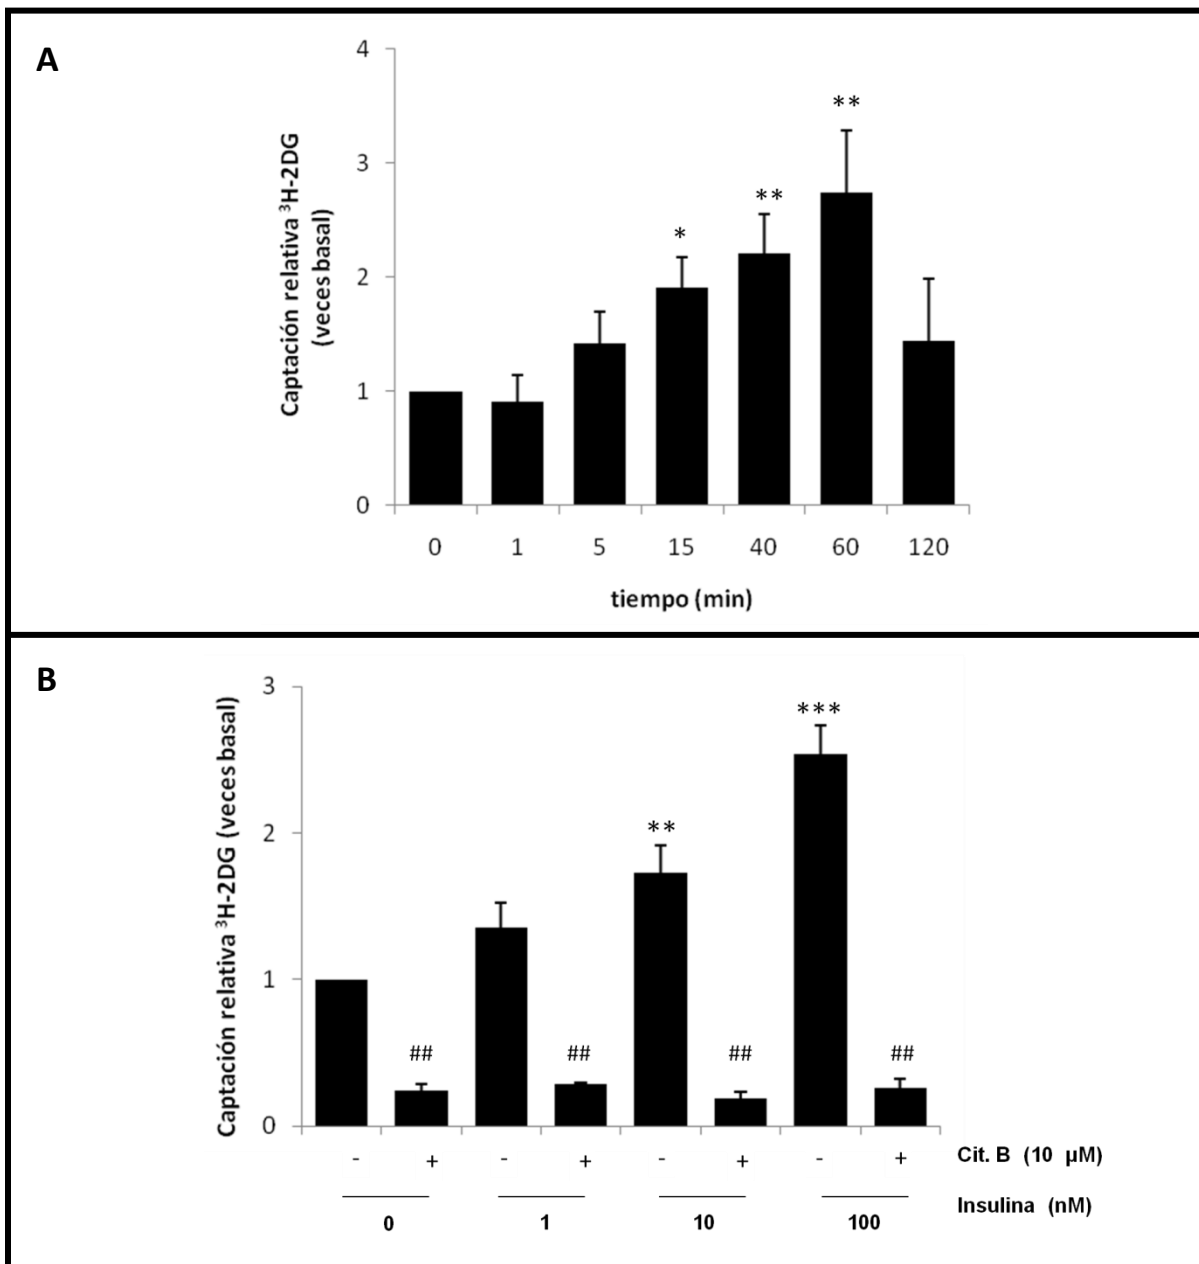 A
4
3
2
1
0
Captación relativa ³H-2DG
(veces basal)
*
**
**
0 1 5 15 40 60 120
tiempo (min)
B
3
2
1
0
Captación relativa ³H-2DG (veces basal)
**
***
## ## ## ##
- + - + - + - + Cit. B (10 µM)
Insulina (nM)
0 1 10 100